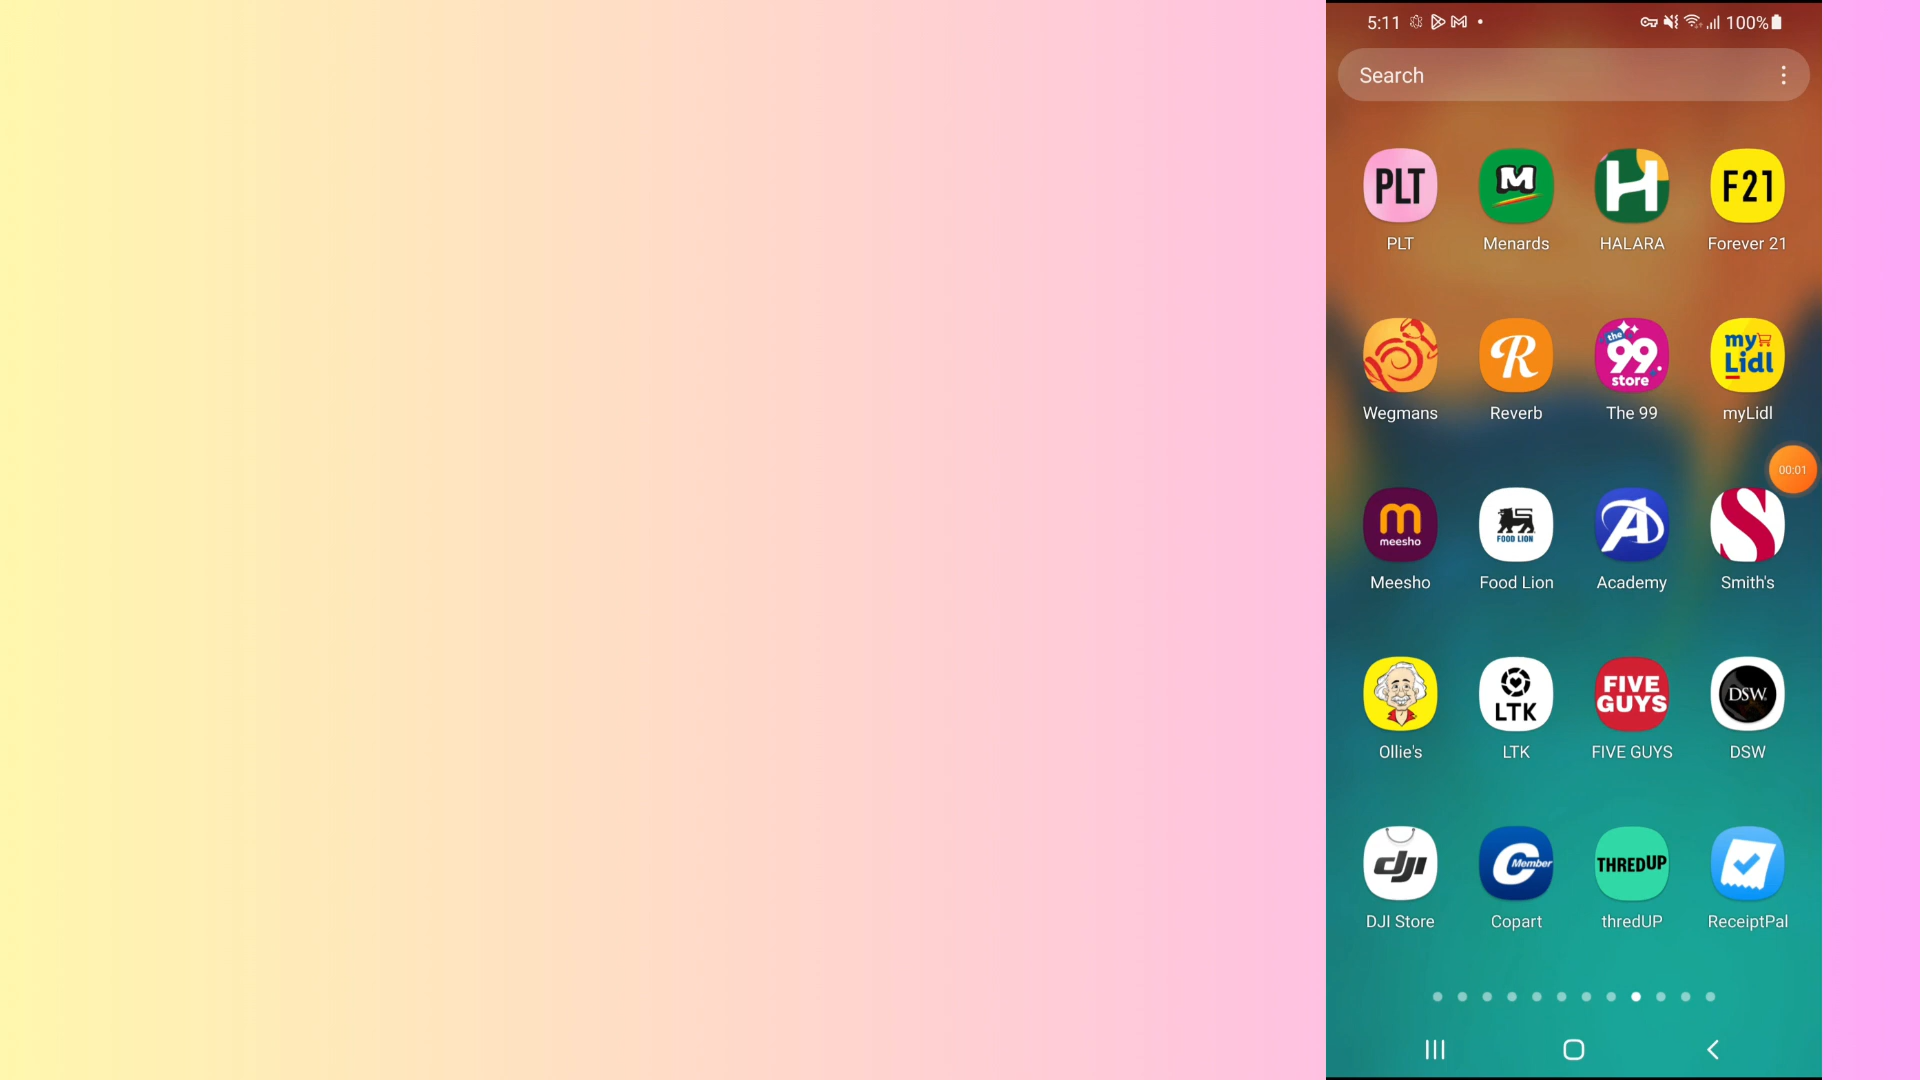 5:11
100%
Search
PLT
M
H
F21
PLT
Menards
HALARA
Forever 21
R
the
99
store
my
Lidl
Wegmans
Reverb
The 99
myLidl
00:01
m
meesho
FOOD LION
A
S
Meesho
Food Lion
Academy
Smith's
LTK
FIVE
GUYS
DSW
Ollie's
LTK
FIVE GUYS
DSW
dji
C Member
THREDUP
DJI Store
Copart
thredUP
ReceiptPal